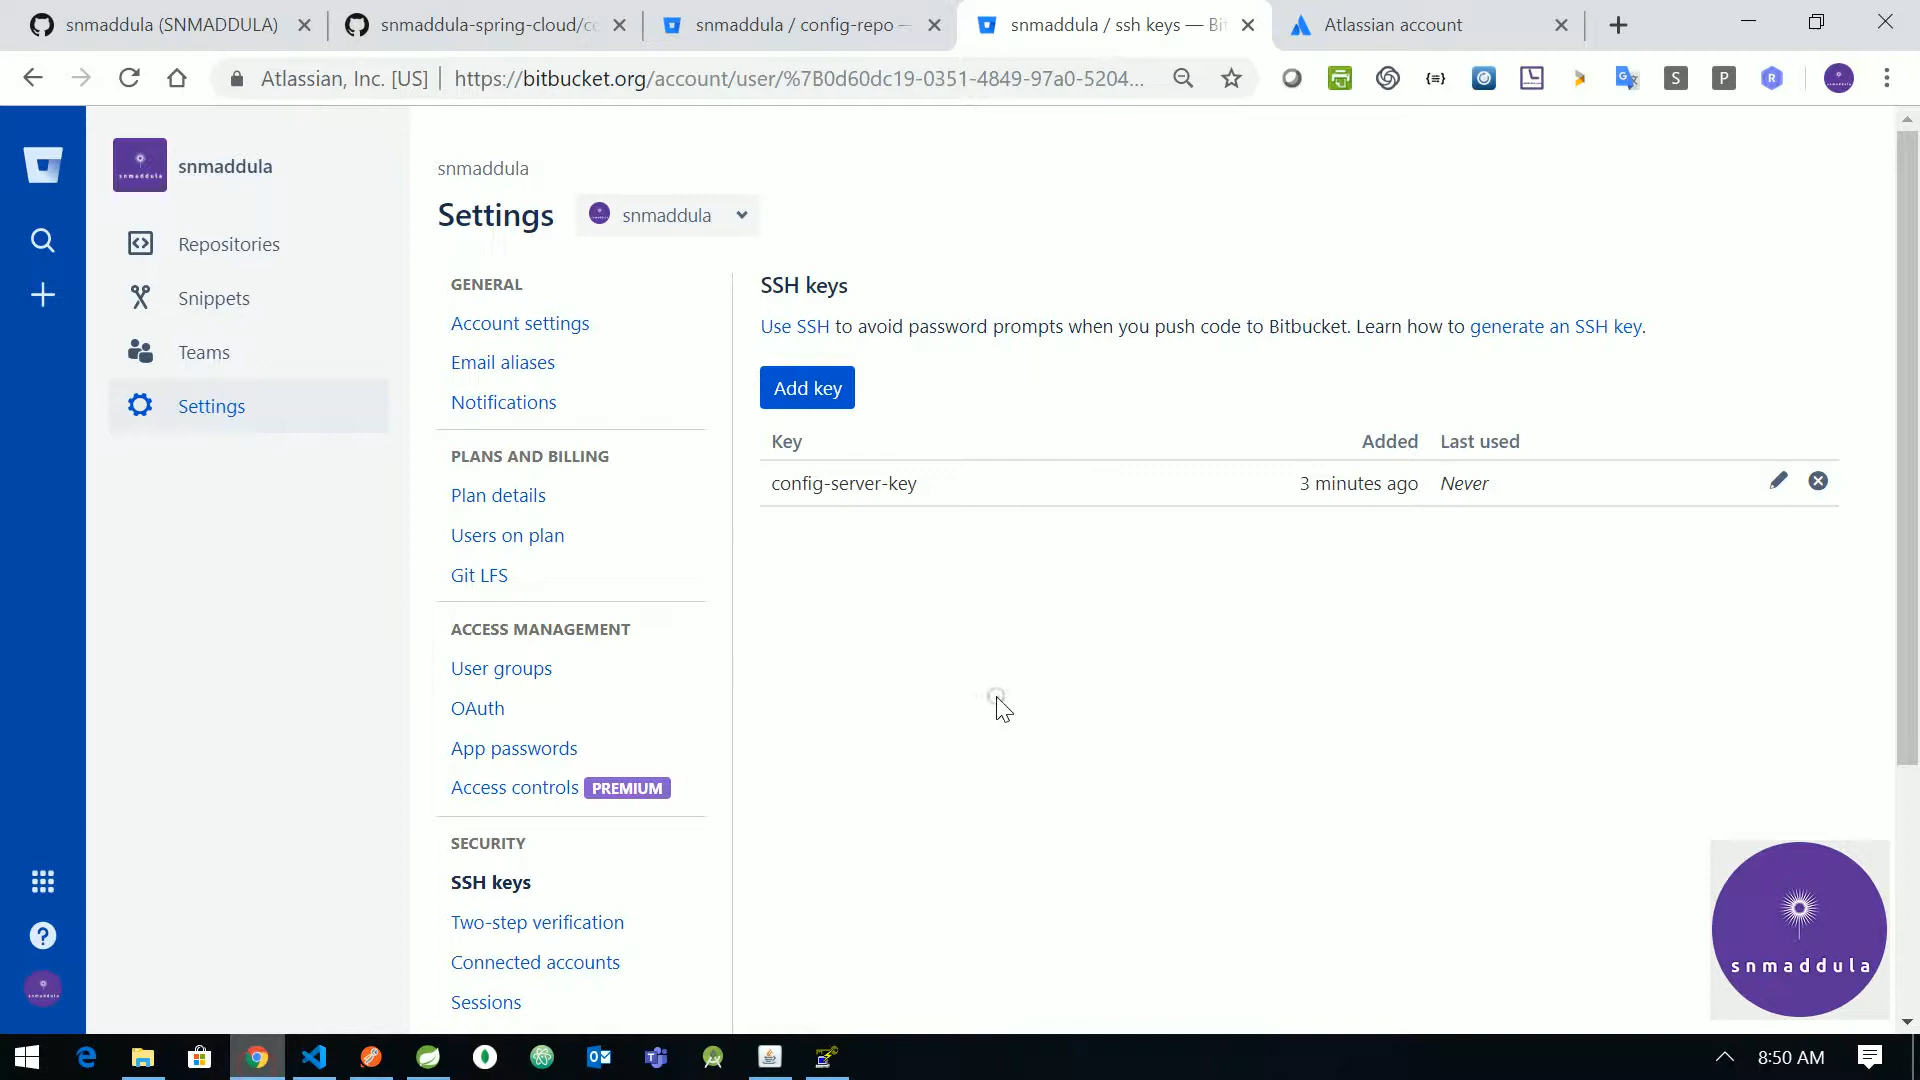 snmaddula (SNMADDULA)
snmaddula-spring-cloud/co
snmaddula / config-repo —
snmaddula / ssh keys — Bi
Atlassian account
Atlassian, Inc. [US]
https://bitbucket.org/account/user/%7B0d60dc19-0351-4849-97a0-5204...
snmaddula
Repositories
Snippets
Teams
Settings
snmaddula
Settings
snmaddula
GENERAL
Account settings
Email aliases
Notifications
PLANS AND BILLING
Plan details
Users on plan
Git LFS
ACCESS MANAGEMENT
User groups
OAuth
App passwords
Access controls PREMIUM
SECURITY
SSH keys
Two-step verification
Connected accounts
Sessions
SSH keys
Use SSH to avoid password prompts when you push code to Bitbucket. Learn how to generate an SSH key.
Add key
Key Added Last used
config-server-key 3 minutes ago Never
snmaddula
8:50 AM